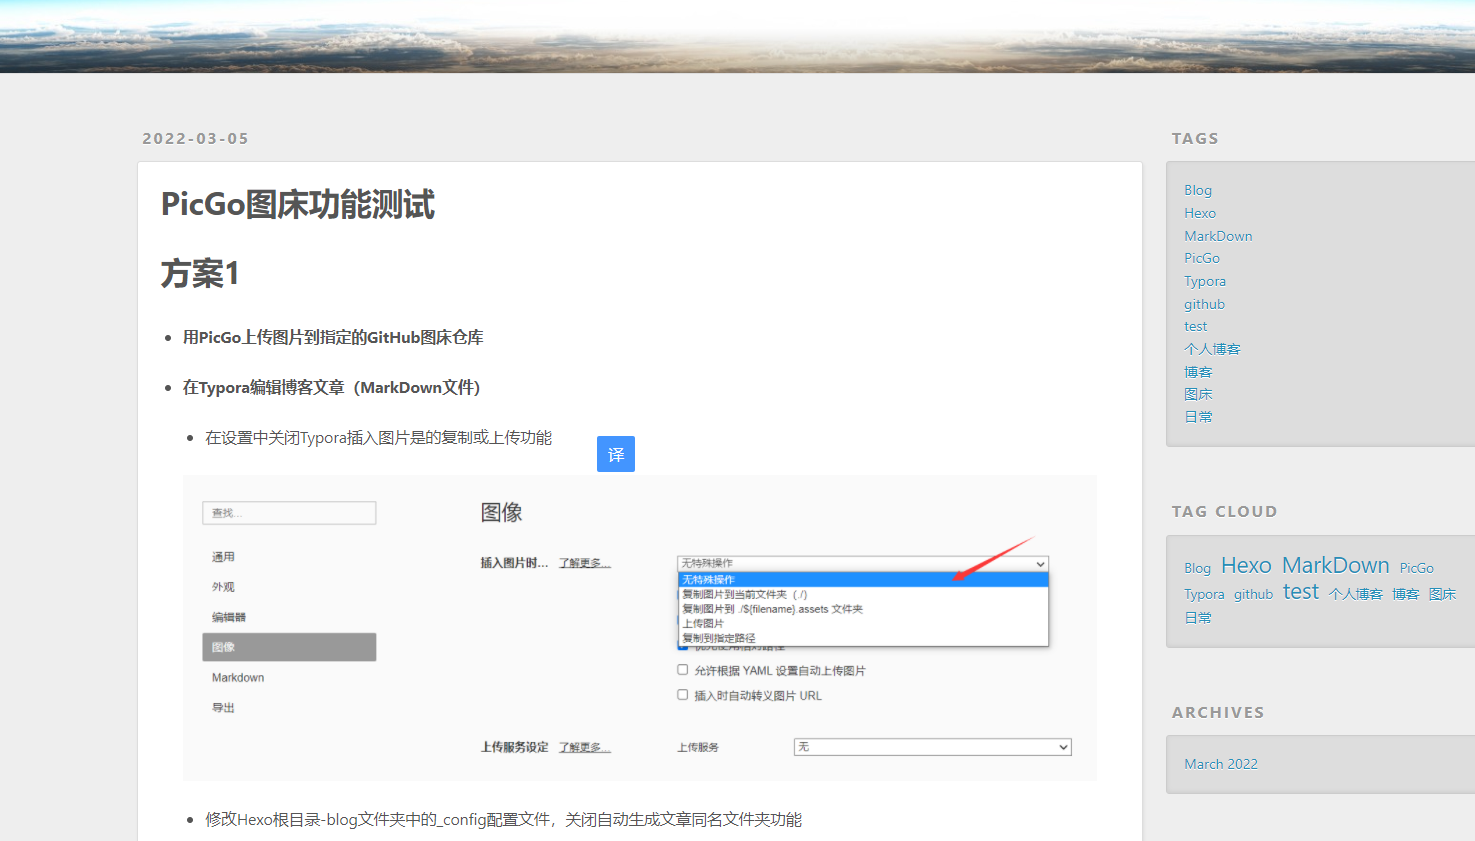 2022-03-05
PicGo图床功能测试
方案1
用PicGo上传图片到指定的GitHub图床仓库
在Typora编辑博客文章（MarkDown文件）
在设置中关闭Typora插入图片是的复制或上传功能
译
查找...
通用
外观
编辑器
图像
Markdown
导出
图像
插入图片时... 了解更多...
无特殊操作
无特殊操作
复制图片到当前文件夹（./）
复制图片到 ./${filename}.assets 文件夹
上传图片
复制到指定路径
优先使用相对路径
允许根据 YAML 设置自动上传图片
插入时自动转义图片 URL
上传服务设定 了解更多... 上传服务 无
修改Hexo根目录-blog文件夹中的_config配置文件，关闭自动生成文章同名文件夹功能
TAGS
Blog
Hexo
MarkDown
PicGo
Typora
github
test
个人博客
博客
图床
日常
TAG CLOUD
Blog Hexo MarkDown PicGo
Typora github test 个人博客 博客 图床
日常
ARCHIVES
March 2022